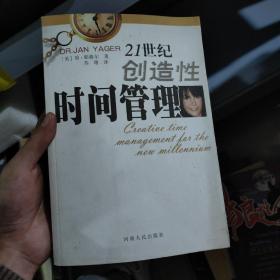 DR.JAN YAGER
21世纪
创造性
时间管理
Creative time
management for the
new millennium
河南人民出版社